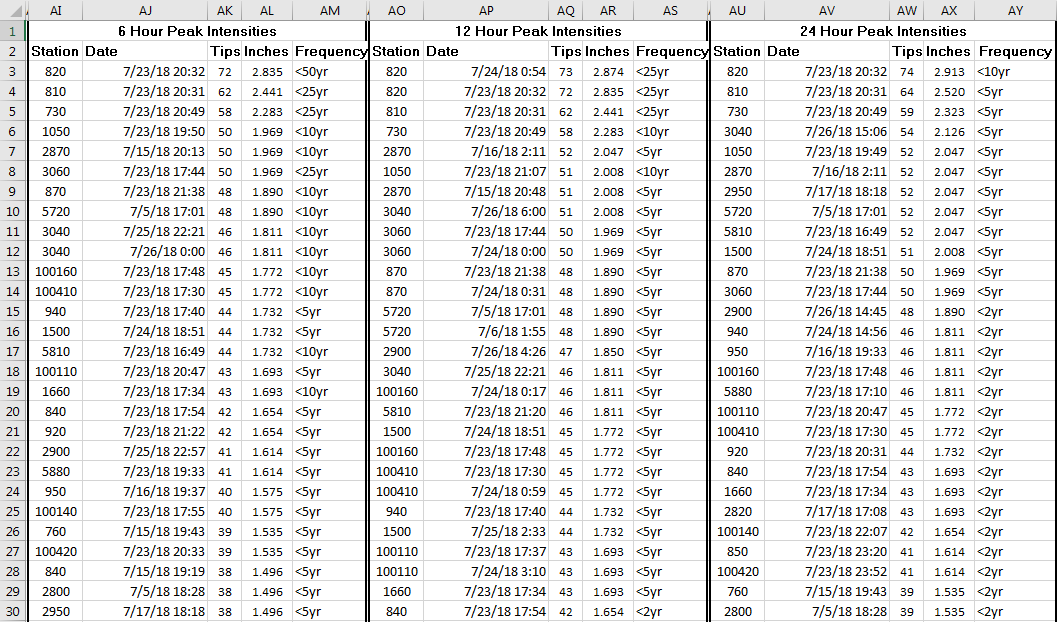 AI AJ AK AL AM AO AP AQ AR AS AU AV AW AX AY
1 6 Hour Peak Intensities 12 Hour Peak Intensities 24 Hour Peak Intensities
2 Station Date Tips Inches Frequency Station Date Tips Inches Frequency Station Date Tips Inches Frequency
3 820 7/23/18 20:32 72 2.835 <50yr 820 7/24/18 0:54 73 2.874 <25yr 820 7/23/18 20:32 74 2.913 <10yr
4 810 7/23/18 20:31 62 2.441 <25yr 820 7/23/18 20:32 72 2.835 <25yr 810 7/23/18 20:31 64 2.520 <5yr
5 730 7/23/18 20:49 58 2.283 <25yr 810 7/23/18 20:31 62 2.441 <25yr 730 7/23/18 20:49 59 2.323 <5yr
6 1050 7/23/18 19:50 50 1.969 <10yr 730 7/23/18 20:49 58 2.283 <10yr 3040 7/26/18 15:06 54 2.126 <5yr
7 2870 7/15/18 20:13 50 1.969 <10yr 2870 7/16/18 2:11 52 2.047 <5yr 1050 7/23/18 19:49 52 2.047 <5yr
8 3060 7/23/18 17:44 50 1.969 <25yr 1050 7/23/18 21:07 51 2.008 <10yr 2870 7/16/18 2:11 52 2.047 <5yr
9 870 7/23/18 21:38 48 1.890 <10yr 2870 7/15/18 20:48 51 2.008 <5yr 2950 7/17/18 18:18 52 2.047 <5yr
10 5720 7/5/18 17:01 48 1.890 <10yr 3040 7/26/18 6:00 51 2.008 <5yr 5720 7/5/18 17:01 52 2.047 <5yr
11 3040 7/25/18 22:21 46 1.811 <10yr 3060 7/23/18 17:44 50 1.969 <5yr 5810 7/23/18 16:49 52 2.047 <5yr
12 3040 7/26/18 0:00 46 1.811 <10yr 3060 7/24/18 0:00 50 1.969 <5yr 1500 7/24/18 18:51 51 2.008 <5yr
13 100160 7/23/18 17:48 45 1.772 <10yr 870 7/23/18 21:38 48 1.890 <5yr 870 7/23/18 21:38 50 1.969 <5yr
14 100410 7/23/18 17:30 45 1.772 <10yr 870 7/24/18 0:31 48 1.890 <5yr 3060 7/23/18 17:44 50 1.969 <5yr
15 940 7/23/18 17:40 44 1.732 <5yr 5720 7/5/18 17:01 48 1.890 <5yr 2900 7/26/18 14:45 48 1.890 <2yr
16 1500 7/24/18 18:51 44 1.732 <5yr 5720 7/6/18 1:55 48 1.890 <5yr 940 7/24/18 14:56 46 1.811 <2yr
17 5810 7/23/18 16:49 44 1.732 <10yr 2900 7/26/18 4:26 47 1.850 <5yr 950 7/16/18 19:33 46 1.811 <2yr
18 100110 7/23/18 20:47 43 1.693 <5yr 3040 7/25/18 22:21 46 1.811 <5yr 100160 7/23/18 17:48 46 1.811 <2yr
19 1660 7/23/18 17:34 43 1.693 <10yr 100160 7/24/18 0:17 46 1.811 <5yr 5880 7/23/18 17:10 46 1.811 <2yr
20 840 7/23/18 17:54 42 1.654 <5yr 5810 7/23/18 21:20 46 1.811 <5yr 100110 7/23/18 20:47 45 1.772 <2yr
21 920 7/23/18 21:22 42 1.654 <5yr 1500 7/24/18 18:51 45 1.772 <5yr 100410 7/23/18 17:30 45 1.772 <2yr
22 2900 7/25/18 22:57 41 1.614 <5yr 100160 7/23/18 17:48 45 1.772 <5yr 920 7/23/18 20:31 44 1.732 <2yr
23 5880 7/23/18 19:33 41 1.614 <5yr 100410 7/23/18 17:30 45 1.772 <5yr 840 7/23/18 17:54 43 1.693 <2yr
24 950 7/16/18 19:37 40 1.575 <5yr 100410 7/24/18 0:59 45 1.772 <5yr 1660 7/23/18 17:34 43 1.693 <2yr
25 100140 7/23/18 17:55 40 1.575 <5yr 940 7/23/18 17:40 44 1.732 <5yr 2820 7/17/18 17:08 43 1.693 <2yr
26 760 7/15/18 19:43 39 1.535 <5yr 1500 7/25/18 2:33 44 1.732 <5yr 100140 7/23/18 22:07 42 1.654 <2yr
27 100420 7/23/18 20:33 39 1.535 <5yr 100110 7/23/18 17:37 43 1.693 <5yr 850 7/23/18 23:20 41 1.614 <2yr
28 840 7/15/18 19:19 38 1.496 <5yr 100110 7/24/18 3:10 43 1.693 <5yr 100420 7/23/18 23:52 41 1.614 <2yr
29 2800 7/5/18 18:28 38 1.496 <5yr 1660 7/23/18 17:34 43 1.693 <5yr 760 7/15/18 19:43 39 1.535 <2yr
30 2950 7/17/18 18:18 38 1.496 <5yr 840 7/23/18 17:54 42 1.654 <2yr 2800 7/5/18 18:28 39 1.535 <2yr